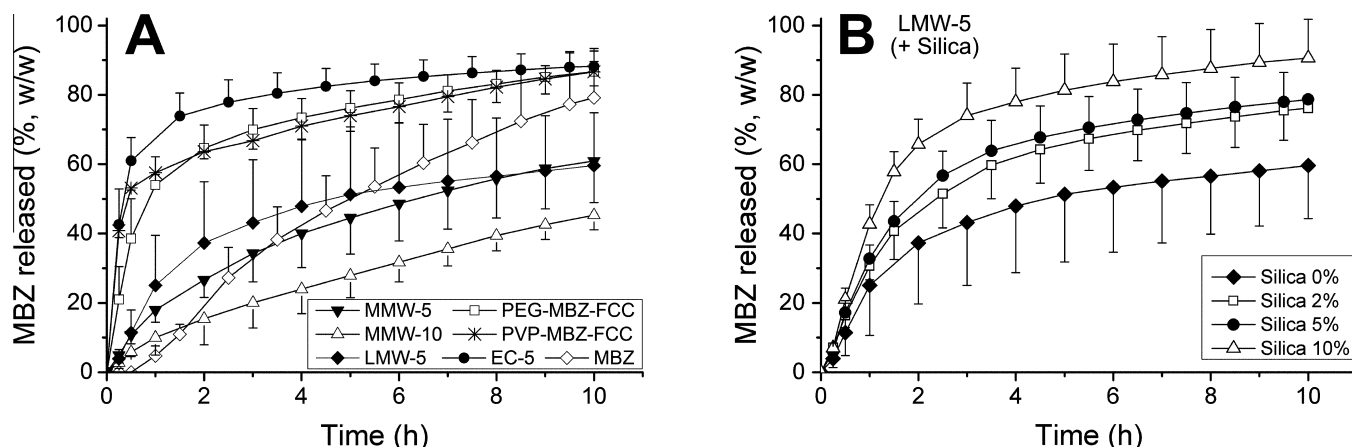 A
MBZ released (%, w/w)
100
80
60
40
20
0
0 2 4 6 8 10
Time (h)
MMW-5 PEG-MBZ-FCC
MMW-10 PVP-MBZ-FCC
LMW-5 EC-5 MBZ
B
LMW-5
(+ Silica)
MBZ released (%, w/w)
100
80
60
40
20
0
0 2 4 6 8 10
Time (h)
Silica 0%
Silica 2%
Silica 5%
Silica 10%